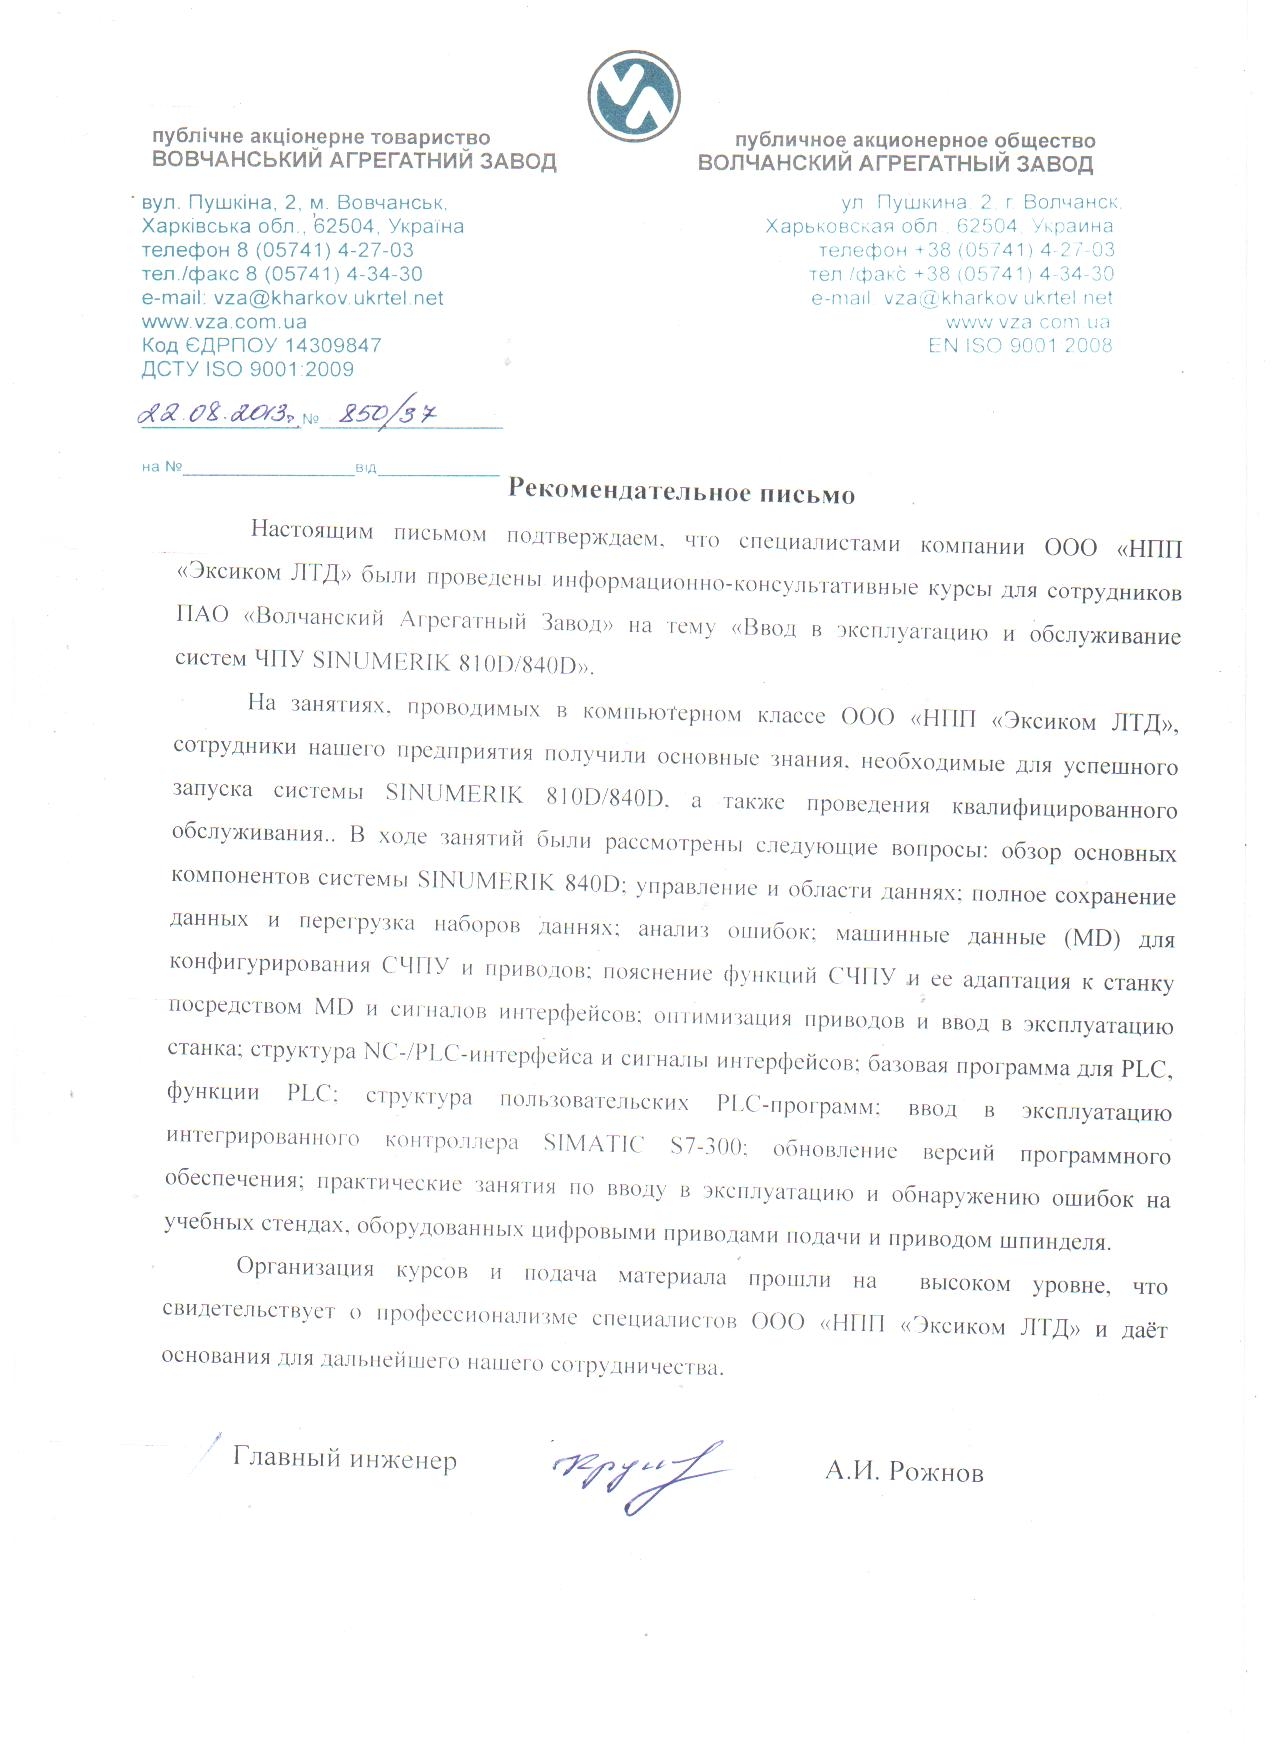 публічне акціонерне товариство
ВОВЧАНСЬКИЙ АГРЕГАТНИЙ ЗАВОД
вул. Пушкіна, 2, м. Вовчанськ,
Харківська обл., 62504, Україна
телефон 8 (05741) 4-27-03
тел./факс 8 (05741) 4-34-30
e-mail: vza@kharkov.ukrtel.net
www.vza.com.ua
Код ЄДРПОУ 14309847
ДСТУ ISO 9001:2009
публичное акционерное общество
ВОЛЧАНСКИЙ АГРЕГАТНЫЙ ЗАВОД
ул. Пушкина, 2, г. Волчанск,
Харьковская обл., 62504, Украина
телефон +38 (05741) 4-27-03
тел./факс +38 (05741) 4-34-30
e-mail vza@kharkov.ukrtel.net
www.vza.com.ua
EN ISO 9001 2008
22.08.2013р № 850/37
на № від
Рекомендательное письмо
Настоящим письмом подтверждаем, что специалистами компании ООО «НПП
«Эксиком ЛТД» были проведены информационно-консультативные курсы для сотрудников
ПАО «Волчанский Агрегатный Завод» на тему «Ввод в эксплуатацию и обслуживание
систем ЧПУ SINUMERIK 810D/840D».
На занятиях, проводимых в компьютерном классе ООО «НПП «Эксиком ЛТД»,
сотрудники нашего предприятия получили основные знания, необходимые для успешного
запуска системы SINUMERIK 810D/840D, а также проведения квалифицированного
обслуживания.. В ходе занятий были рассмотрены следующие вопросы: обзор основных
компонентов системы SINUMERIK 840D; управление и области даннях; полное сохранение
данных и перегрузка наборов даннях; анализ ошибок; машинные данные (MD) для
конфигурирования СЧПУ и приводов; пояснение функций СЧПУ и ее адаптация к станку
посредством MD и сигналов интерфейсов; оптимизация приводов и ввод в эксплуатацию
станка; структура NC-/PLC-интерфейса и сигналы интерфейсов; базовая программа для PLC,
функции PLC; структура пользовательских PLC-программ; ввод в эксплуатацию
интегрированного контроллера SIMATIC S7-300; обновление версий программного
обеспечения; практические занятия по вводу в эксплуатацию и обнаружению ошибок на
учебных стендах, оборудованных цифровыми приводами подачи и приводом шпинделя.
Организация курсов и подача материала прошли на высоком уровне, что
свидетельствует о профессионализме специалистов ООО «НПП «Эксиком ЛТД» и даёт
основания для дальнейшего нашего сотрудничества.
Главный инженер А.И. Рожнов